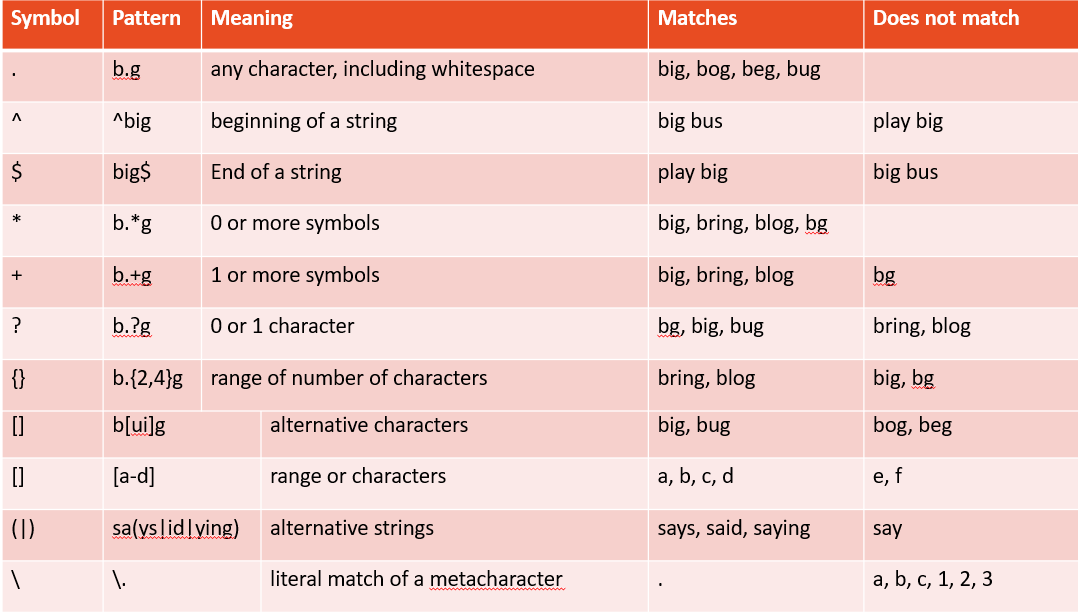 Symbol Pattern Meaning Matches Does not match
. b.g any character, including whitespace big, bog, beg, bug
^ ^big beginning of a string big bus play big
$ big$ End of a string play big big bus
* b.*g 0 or more symbols big, bring, blog, bg
+ b.+g 1 or more symbols big, bring, blog bg
? b.?g 0 or 1 character bg, big, bug bring, blog
{} b.{2,4}g range of number of characters bring, blog big, bg
[] b[ui]g alternative characters big, bug bog, beg
[] [a-d] range or characters a, b, c, d e, f
(|) sa(ys|id|ying) alternative strings says, said, saying say
\ \. literal match of a metacharacter . a, b, c, 1, 2, 3